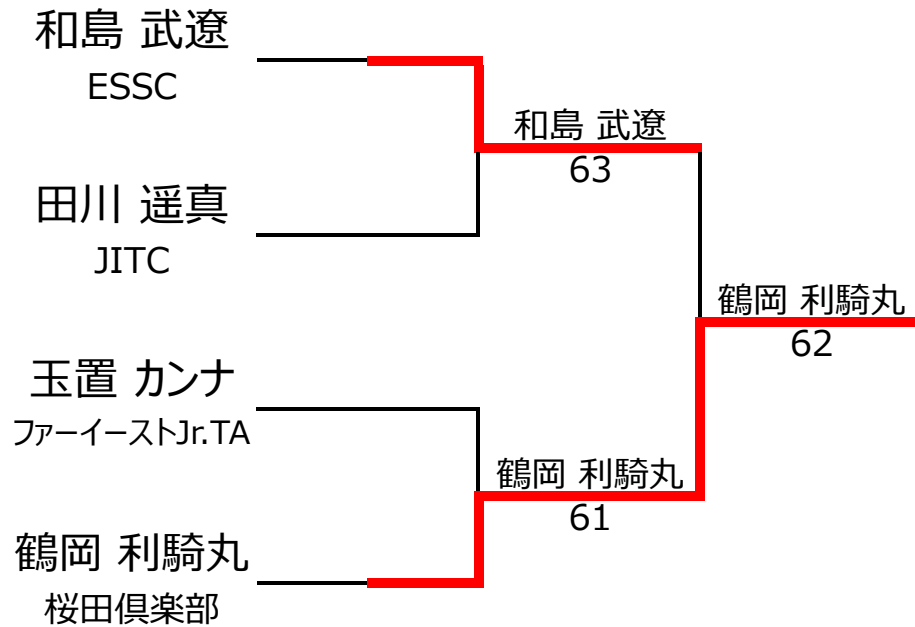 和島 武遼
ESSC
田川 遥真
JITC
玉置 カンナ
ファーイーストJr.TA
鶴岡 利騎丸
桜田倶楽部
和島 武遼
63
鶴岡 利騎丸
61
鶴岡 利騎丸
62